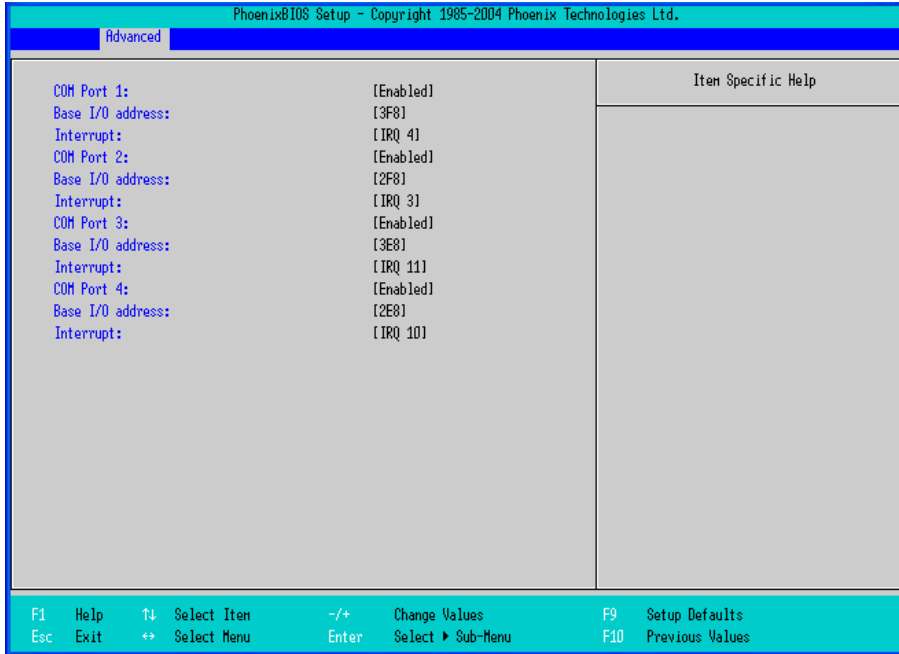 PhoenixBIOS Setup - Copyright 1985-2004 Phoenix Technologies Ltd.
Advanced
Item Specific Help
COM Port 1: [Enabled]
Base I/O address: [3F8]
Interrupt: [IRQ 4]
COM Port 2: [Enabled]
Base I/O address: [2F8]
Interrupt: [IRQ 3]
COM Port 3: [Enabled]
Base I/O address: [3E8]
Interrupt: [IRQ 11]
COM Port 4: [Enabled]
Base I/O address: [2E8]
Interrupt: [IRQ 10]
F1 Help ↑↓ Select Item -/+ Change Values F9 Setup Defaults
Esc Exit ↔ Select Menu Enter Select ▶ Sub-Menu F10 Previous Values